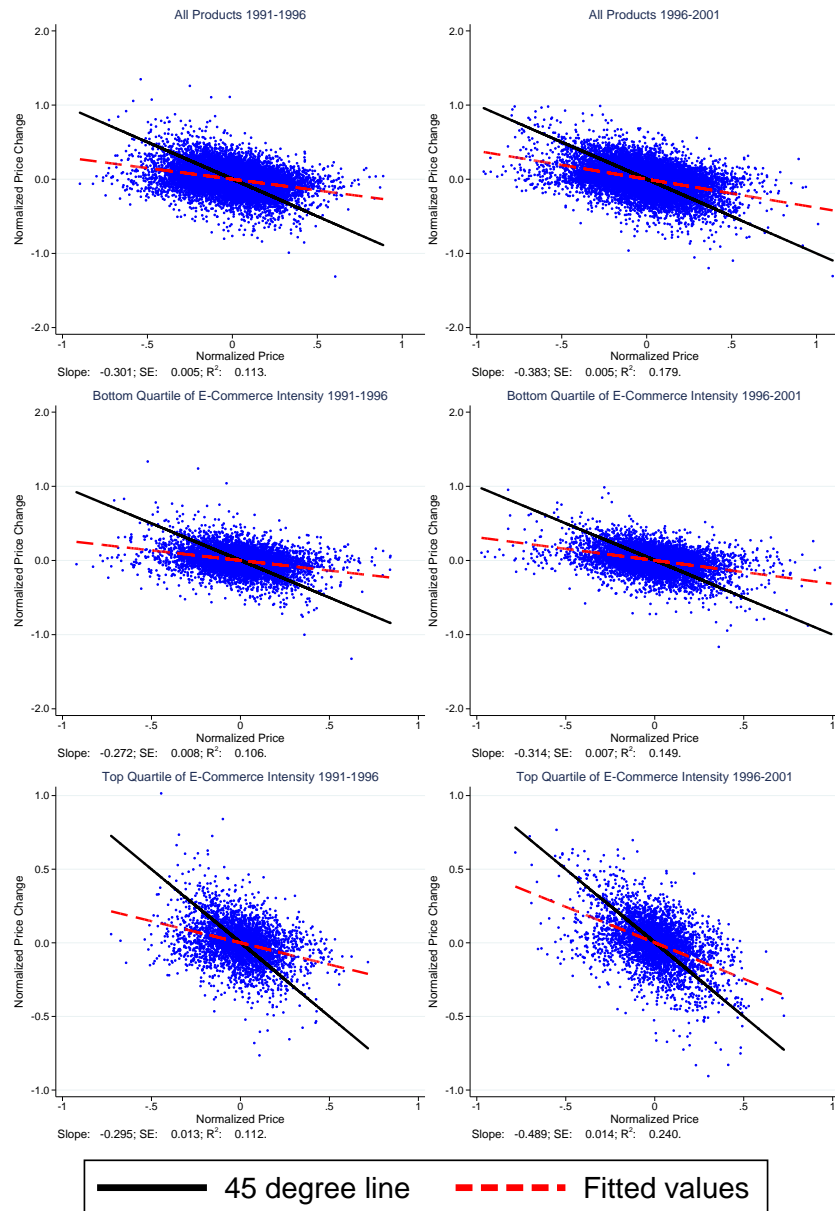 All Products 1991-1996
2.0
1.0
0.0
-1.0
-2.0
Normalized Price Change
-1
-.5
0
.5
1
Normalized Price
Slope: -0.301; SE: 0.005; R²: 0.113.
All Products 1996-2001
2.0
1.0
0.0
-1.0
-2.0
Normalized Price Change
-1
-.5
0
.5
1
Normalized Price
Slope: -0.383; SE: 0.005; R²: 0.179.
Bottom Quartile of E-Commerce Intensity 1991-1996
2.0
1.0
0.0
-1.0
-2.0
Normalized Price Change
-1
-.5
0
.5
1
Normalized Price
Slope: -0.272; SE: 0.008; R²: 0.106.
Bottom Quartile of E-Commerce Intensity 1996-2001
2.0
1.0
0.0
-1.0
-2.0
Normalized Price Change
-1
-.5
0
.5
1
Normalized Price
Slope: -0.314; SE: 0.007; R²: 0.149.
Top Quartile of E-Commerce Intensity 1991-1996
1.0
0.5
0.0
-0.5
-1.0
Normalized Price Change
-1
-.5
0
.5
1
Normalized Price
Slope: -0.295; SE: 0.013; R²: 0.112.
Top Quartile of E-Commerce Intensity 1996-2001
1.0
0.5
0.0
-0.5
-1.0
Normalized Price Change
-1
-.5
0
.5
1
Normalized Price
Slope: -0.489; SE: 0.014; R²: 0.240.
45 degree line
Fitted values